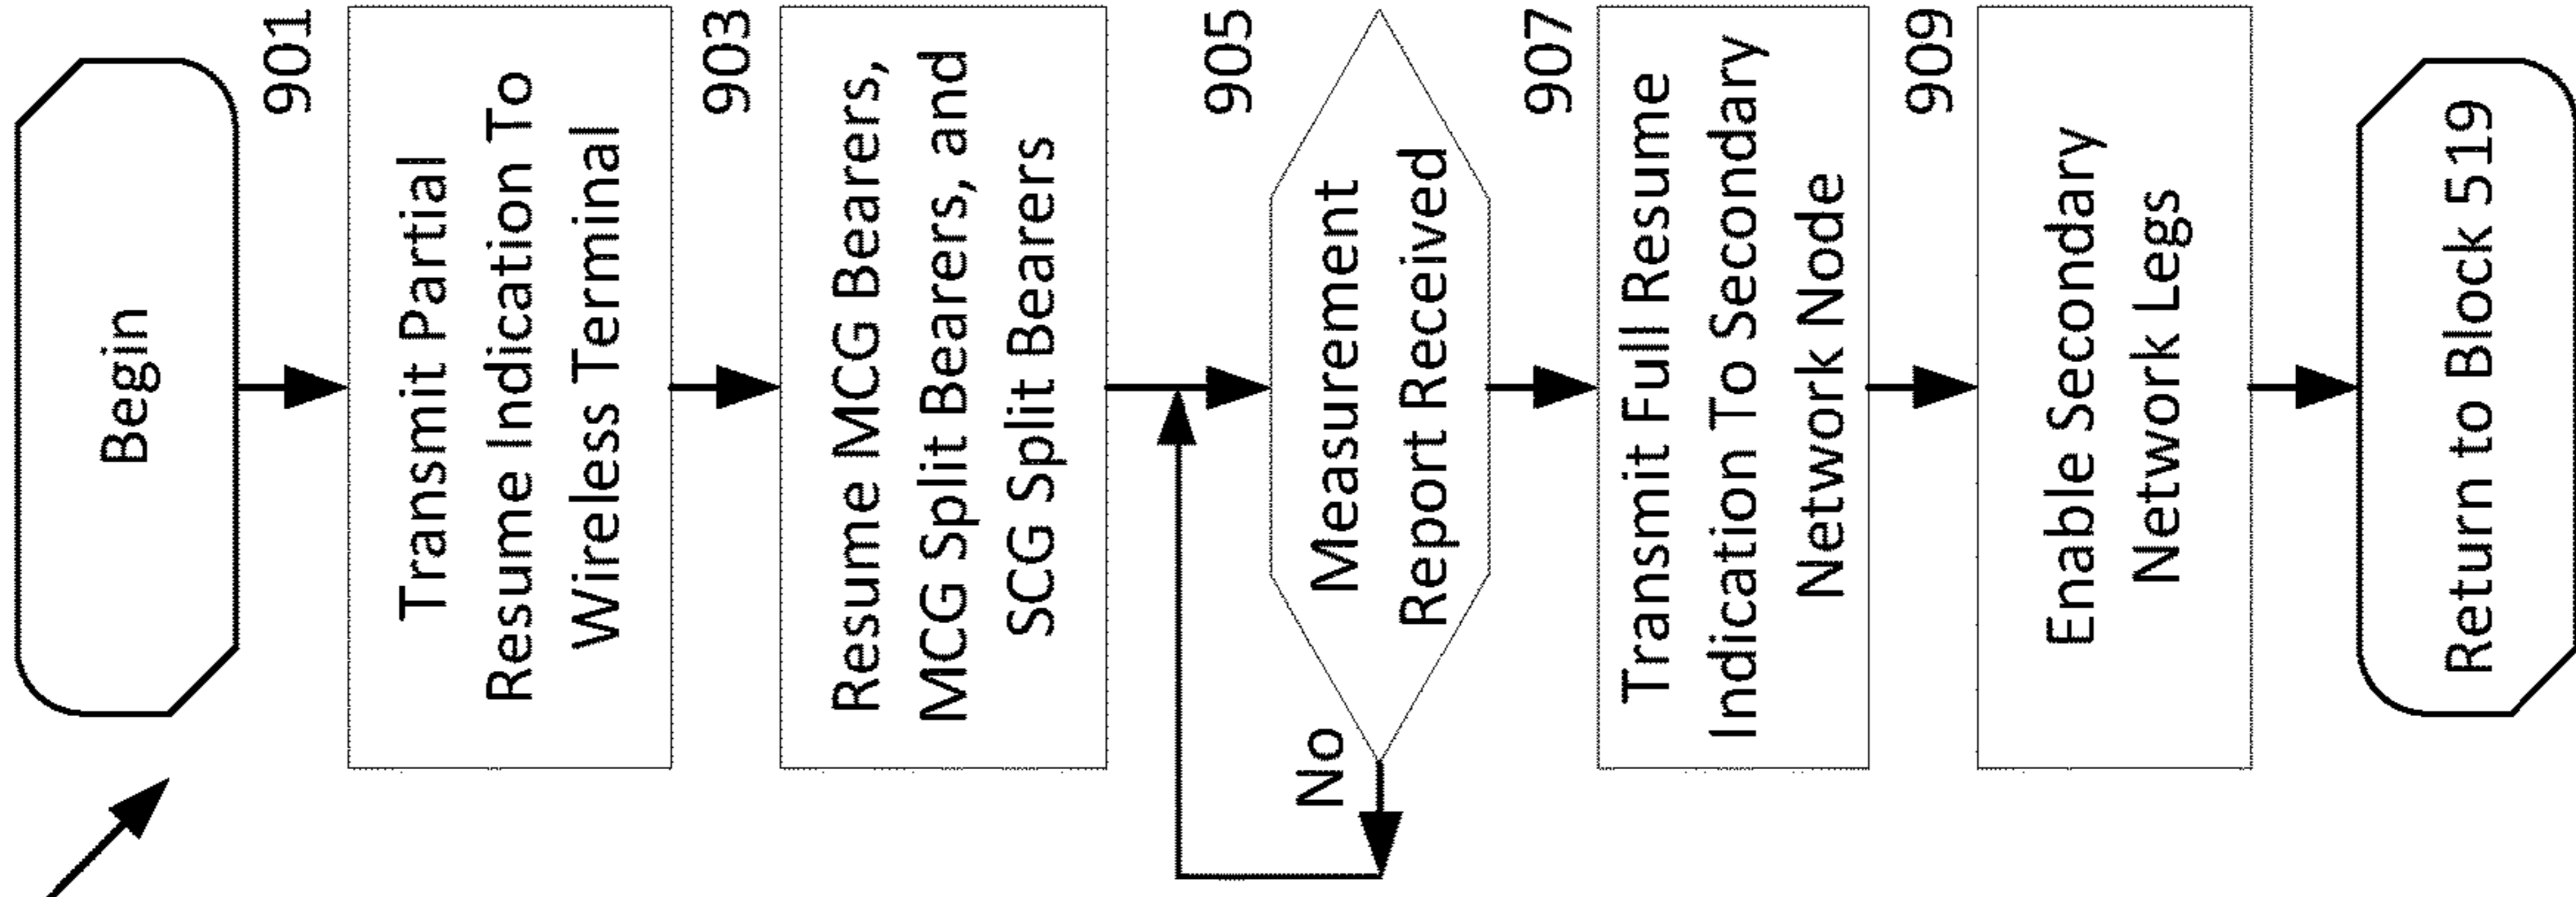 Begin
901
Transmit Partial
Resume Indication To
Wireless Terminal
903
Resume MCG Bearers,
MCG Split Bearers, and
SCG Split Bearers
905
Measurement
Report Received
No
907
Transmit Full Resume
Indication To Secondary
Network Node
909
Enable Secondary
Network Legs
Return to Block 519